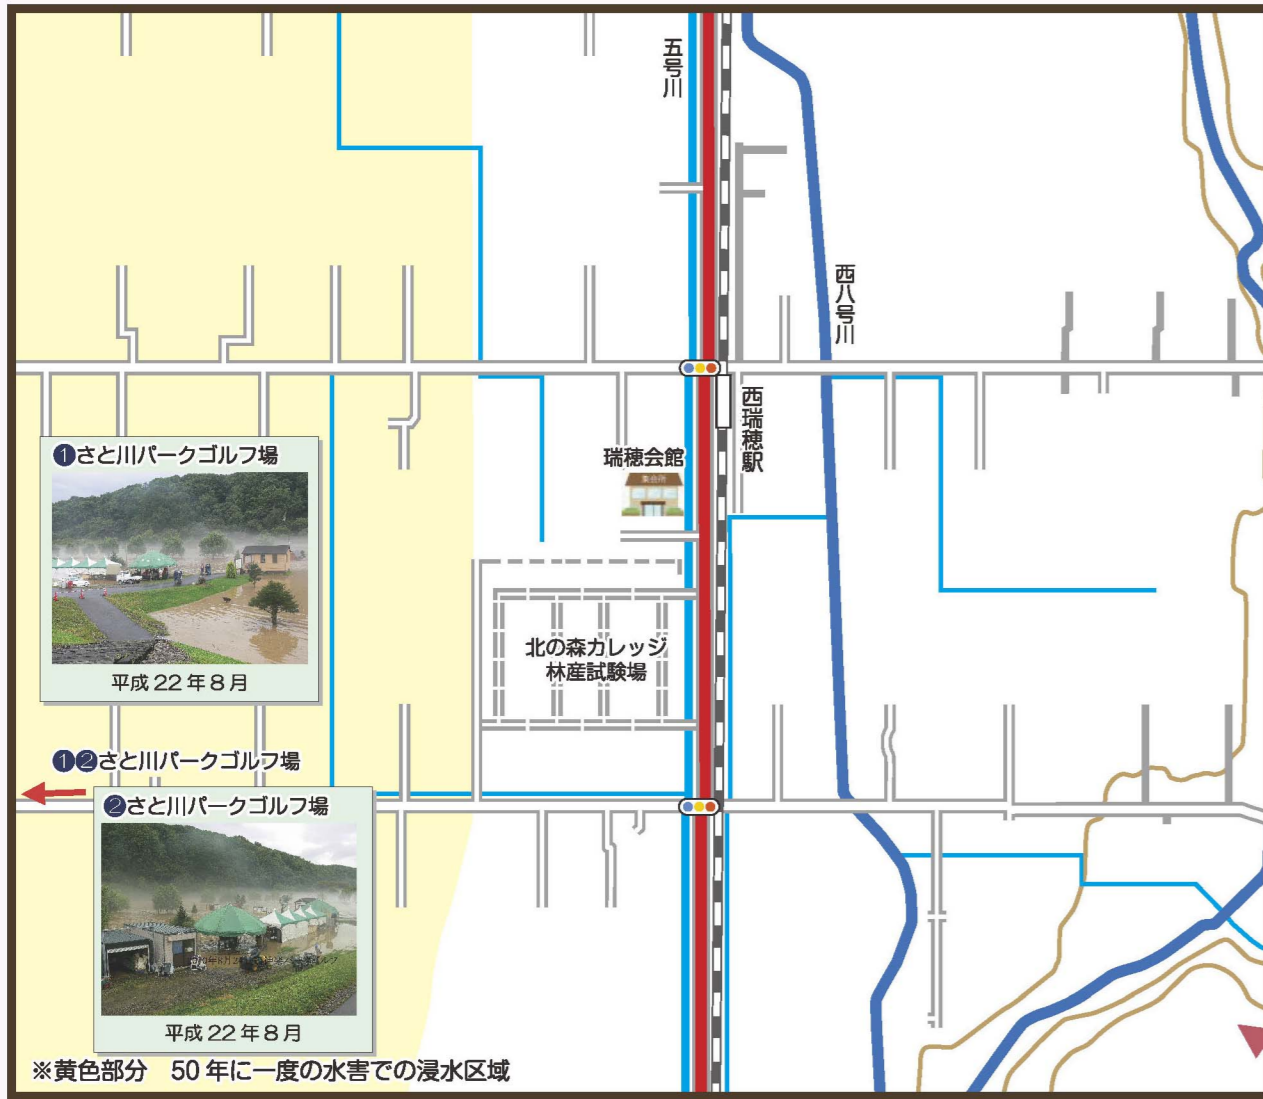 五号川
西八号川
西瑞穂駅
瑞穂会館
集会所
❶さと川パークゴルフ場
平成22年8月
北の森カレッジ
林産試験場
❶❷さと川パークゴルフ場
❷さと川パークゴルフ場
平成22年8月
※黄色部分　50年に一度の水害での浸水区域